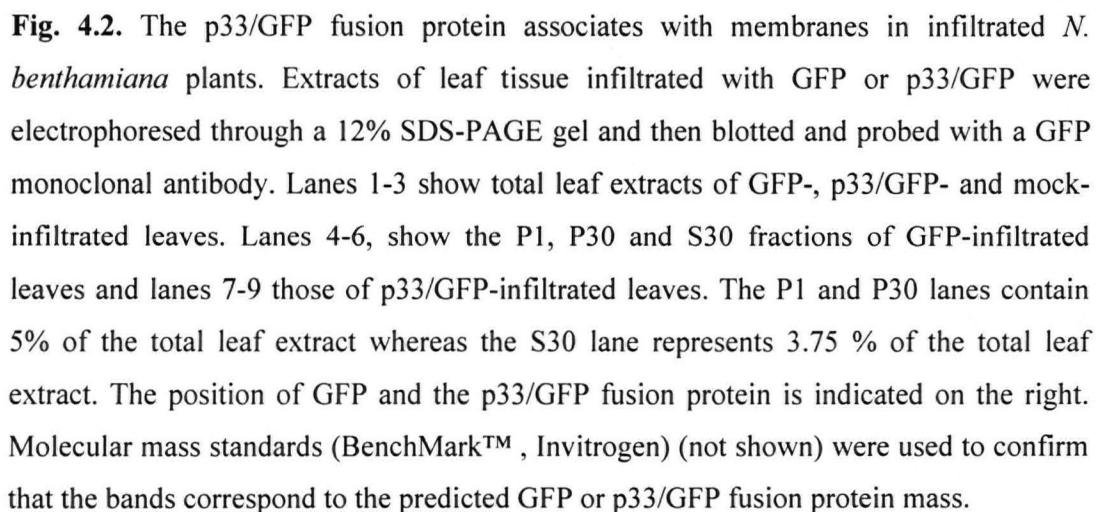 Fig. 4.2. The p33/GFP fusion protein associates with membranes in infiltrated N.
benthamiana plants. Extracts of leaf tissue infiltrated with GFP or p33/GFP were
electrophoresed through a 12% SDS-PAGE gel and then blotted and probed with a GFP
monoclonal antibody. Lanes 1-3 show total leaf extracts of GFP-, p33/GFP- and mock-
infiltrated leaves. Lanes 4-6, show the P1, P30 and S30 fractions of GFP-infiltrated
leaves and lanes 7-9 those of p33/GFP-infiltrated leaves. The P1 and P30 lanes contain
5% of the total leaf extract whereas the S30 lane represents 3.75 % of the total leaf
extract. The position of GFP and the p33/GFP fusion protein is indicated on the right.
Molecular mass standards (BenchMark™ , Invitrogen) (not shown) were used to confirm
that the bands correspond to the predicted GFP or p33/GFP fusion protein mass.